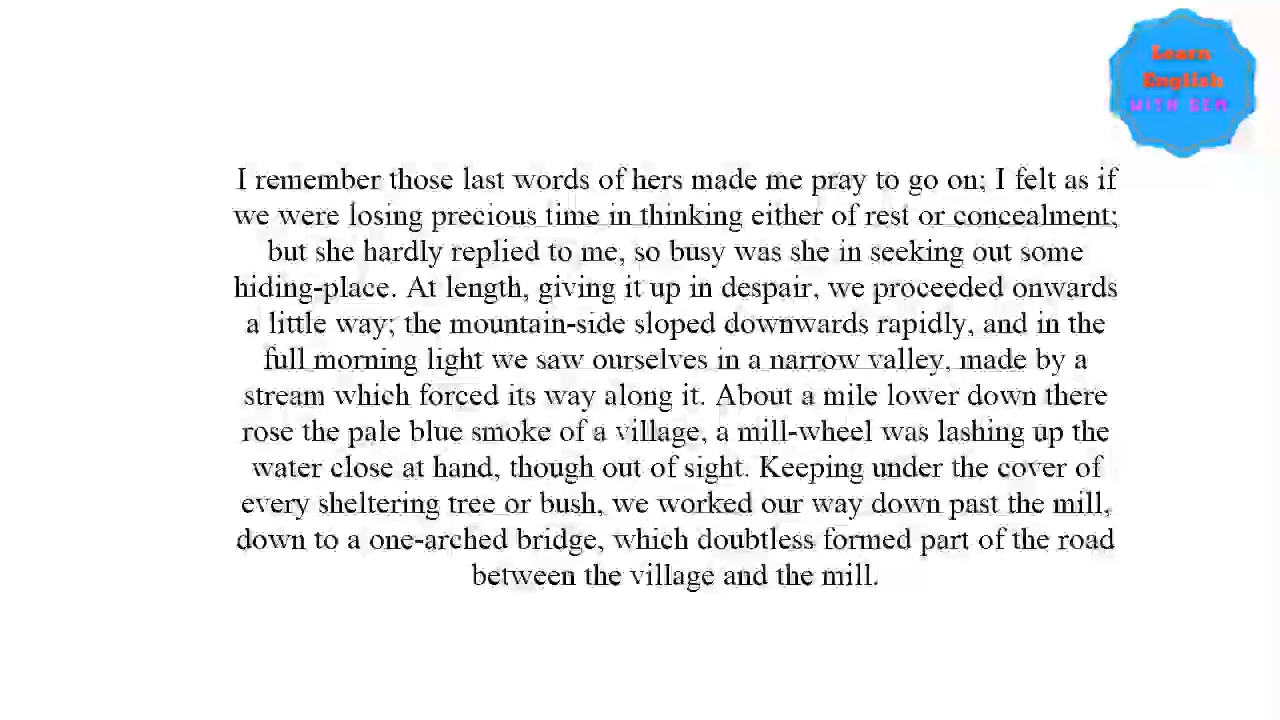 Learn
English
WITH GEM
I remember those last words of hers made me pray to go on; I felt as if
we were losing precious time in thinking either of rest or concealment;
but she hardly replied to me, so busy was she in seeking out some
hiding-place. At length, giving it up in despair, we proceeded onwards
a little way; the mountain-side sloped downwards rapidly, and in the
full morning light we saw ourselves in a narrow valley, made by a
stream which forced its way along it. About a mile lower down there
rose the pale blue smoke of a village, a mill-wheel was lashing up the
water close at hand, though out of sight. Keeping under the cover of
every sheltering tree or bush, we worked our way down past the mill,
down to a one-arched bridge, which doubtless formed part of the road
between the village and the mill.